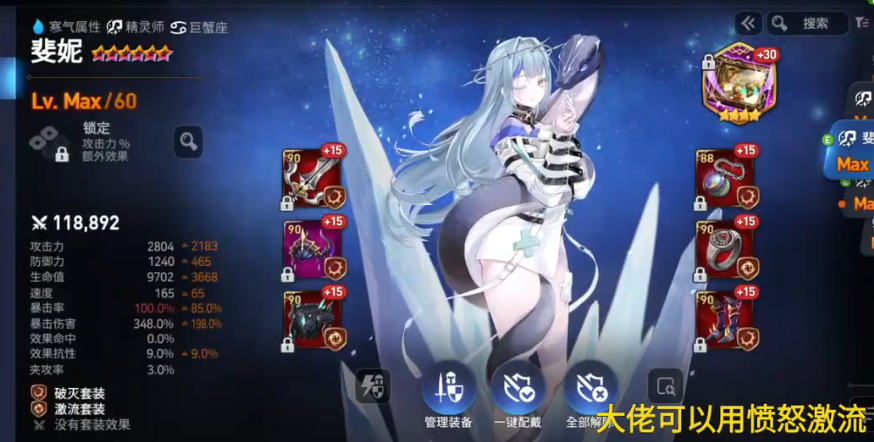 寒气属性 精灵师 巨蟹座
斐妮
Lv. Max/60
锁定
攻击力%
额外效果
118,892
攻击力 2804 2183
防御力 1240 465
生命值 9702 3668
速度 165 65
暴击率 100.0% 85.0%
暴击伤害 348.0% 198.0%
效果命中 0.0%
效果抗性 9.0% 9.0%
夹攻率 3.0%
破灭套装
激流套装
没有套装效果
90 +15
90 +15
90 +15
搜索
+30
88 +15
90 +15
90 +15
E 斐
Max
Ma
管理装备 一键配戴 全部解除
大佬可以用愤怒激流